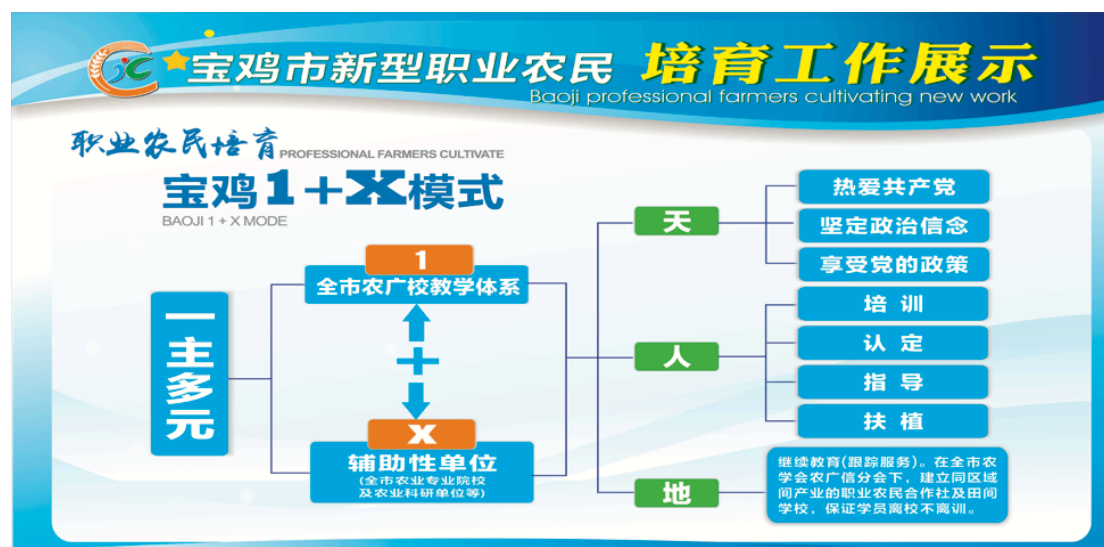 宝鸡市新型职业农民 培育工作展示
Baoji professional farmers cultivating new work
职业农民培育 PROFESSIONAL FARMERS CULTIVATE
宝鸡1+X模式
BAOJI 1 + X MODE
一主多元
1
全市农广校教学体系
+
X
辅助性单位
(全市农业专业院校
及农业科研单位等)
天
热爱共产党
坚定政治信念
享受党的政策
人
培训
认定
指导
扶植
地
继续教育(跟踪服务)。在全市农
学会农广信分会下，建立同区域
间产业的职业农民合作社及田间
学校，保证学员离校不离训。